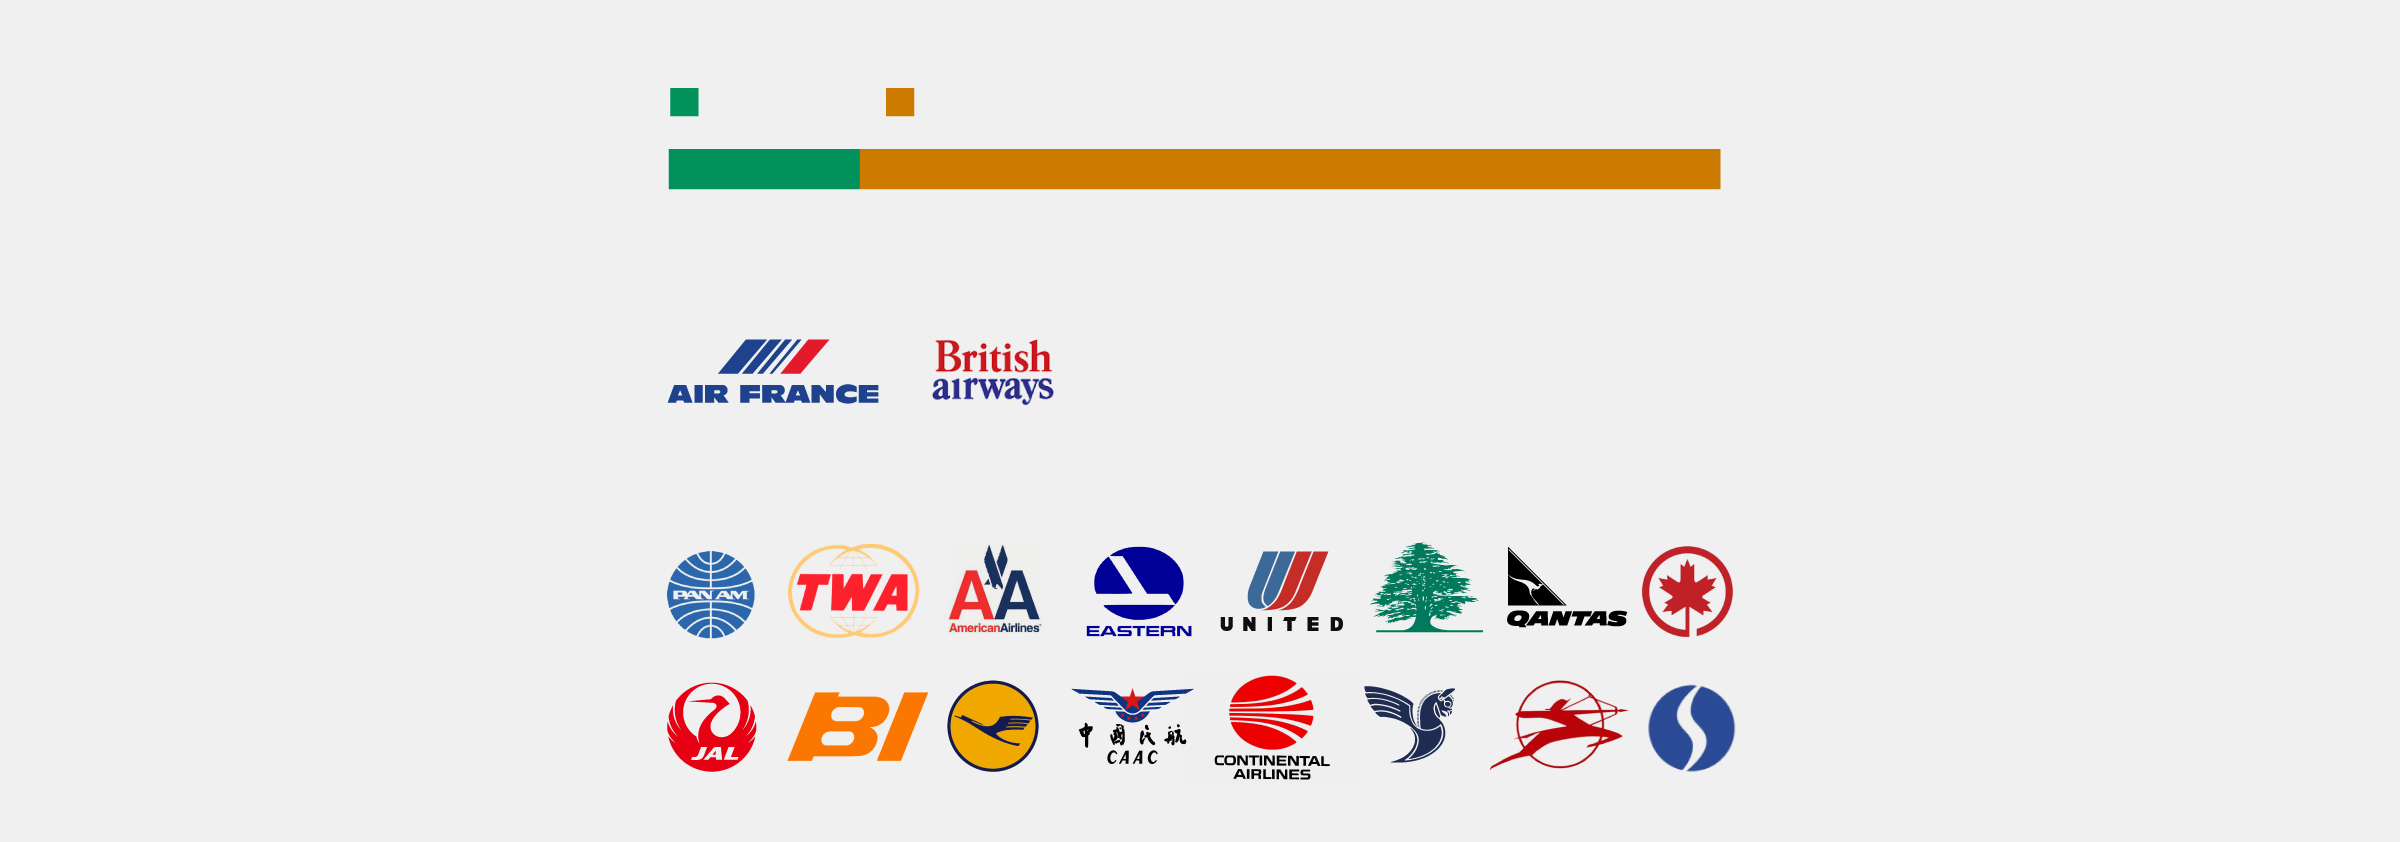 AIR FRANCE
British
airways
PAN AM
TWA
AA
AmericanAirlines
EASTERN
UNITED
QANTAS
JAL
BI
中國民航
CAAC
CONTINENTAL
AIRLINES